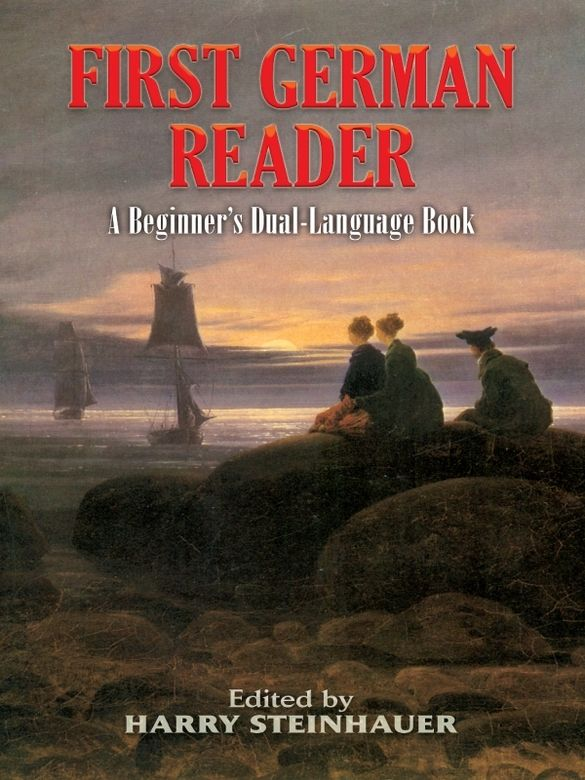 FIRST GERMAN
READER
A Beginner's Dual-Language Book
Edited by
HARRY STEINHAUER